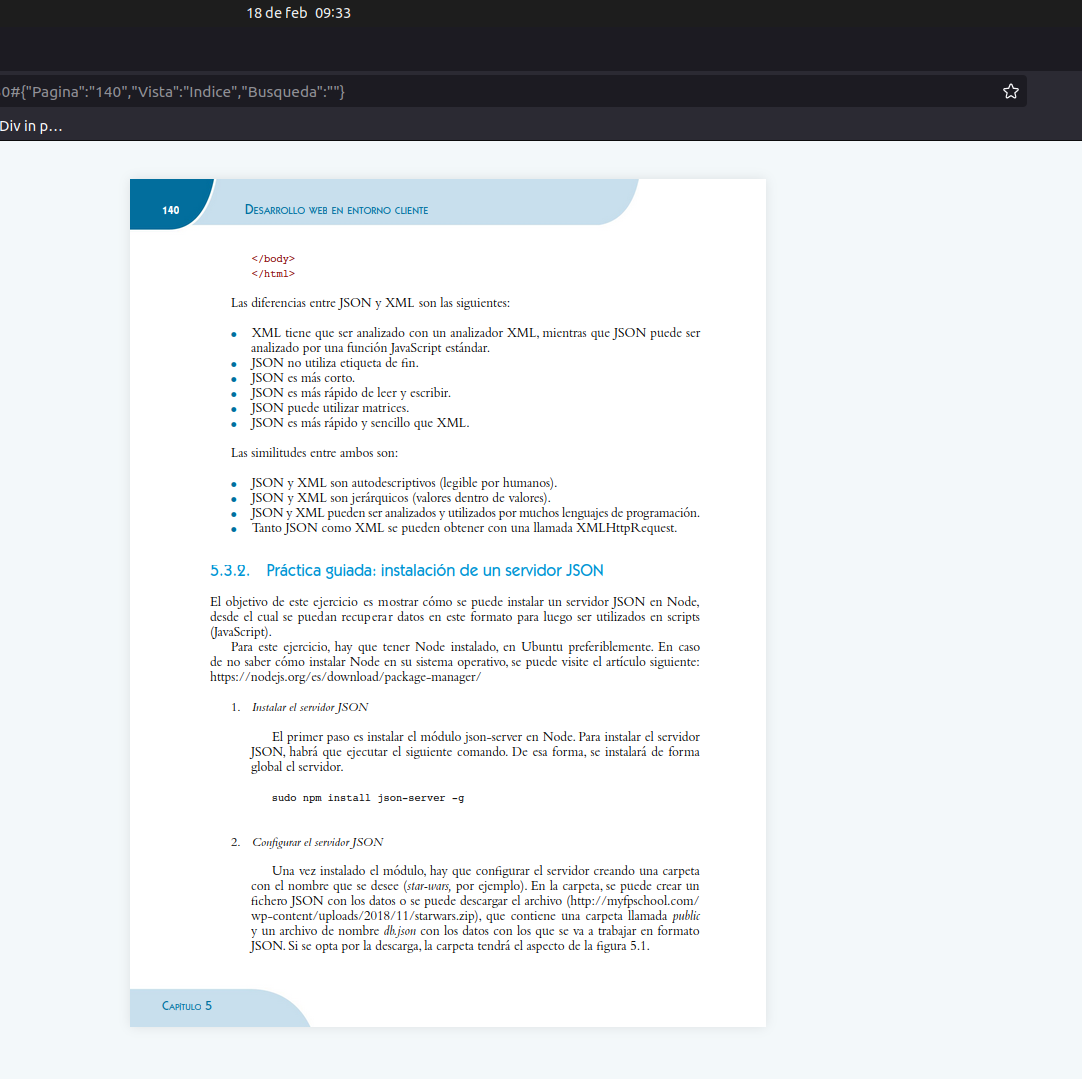 18 de feb 09:33
0#{"Pagina":"140","Vista":"Indice","Busqueda":""}
Div in p…
140
Desarrollo web en entorno cliente
</body>
</html>
Las diferencias entre JSON y XML son las siguientes:
• XML tiene que ser analizado con un analizador XML, mientras que JSON puede ser
analizado por una función JavaScript estándar.
• JSON no utiliza etiqueta de fin.
• JSON es más corto.
• JSON es más rápido de leer y escribir.
• JSON puede utilizar matrices.
• JSON es más rápido y sencillo que XML.
Las similitudes entre ambos son:
• JSON y XML son autodescriptivos (legible por humanos).
• JSON y XML son jerárquicos (valores dentro de valores).
• JSON y XML pueden ser analizados y utilizados por muchos lenguajes de programación.
• Tanto JSON como XML se pueden obtener con una llamada XMLHttpRequest.
5.3.2. Práctica guiada: instalación de un servidor JSON
El objetivo de este ejercicio es mostrar cómo se puede instalar un servidor JSON en Node,
desde el cual se puedan recuperar datos en este formato para luego ser utilizados en scripts
(JavaScript).
Para este ejercicio, hay que tener Node instalado, en Ubuntu preferiblemente. En caso
de no saber cómo instalar Node en su sistema operativo, se puede visite el artículo siguiente:
https://nodejs.org/es/download/package-manager/
1. Instalar el servidor JSON
El primer paso es instalar el módulo json-server en Node. Para instalar el servidor
JSON, habrá que ejecutar el siguiente comando. De esa forma, se instalará de forma
global el servidor.
sudo npm install json-server -g
2. Configurar el servidor JSON
Una vez instalado el módulo, hay que configurar el servidor creando una carpeta
con el nombre que se desee (star-wars, por ejemplo). En la carpeta, se puede crear un
fichero JSON con los datos o se puede descargar el archivo (http://myfpschool.com/
wp-content/uploads/2018/11/starwars.zip), que contiene una carpeta llamada public
y un archivo de nombre db.json con los datos con los que se va a trabajar en formato
JSON. Si se opta por la descarga, la carpeta tendrá el aspecto de la figura 5.1.
Capítulo 5